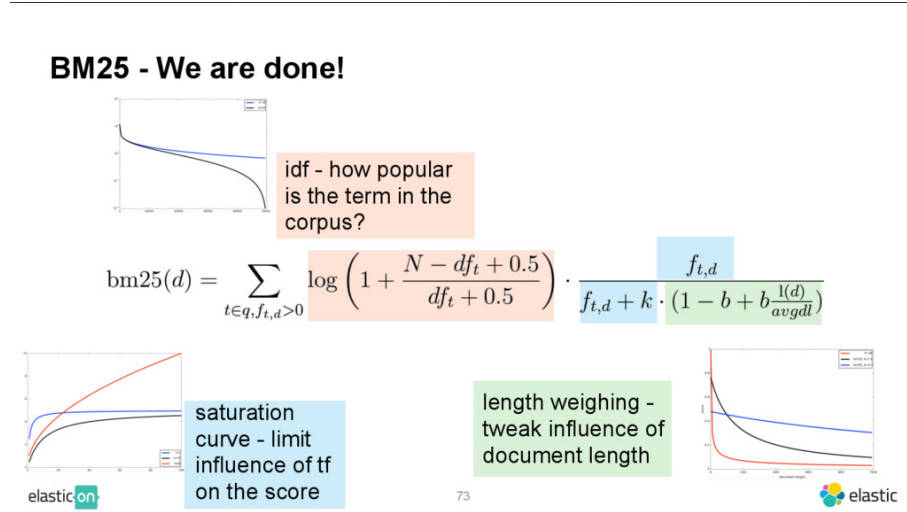 BM25 - We are done!
idf - how popular
is the term in the
corpus?
bm25(d) = ∑_{t∈q, f_{t,d}>0} log(1 + (N − df_t + 0.5) / (df_t + 0.5)) · f_{t,d} / (f_{t,d} + k · (1 − b + b l(d)/avgdl))
saturation
curve - limit
influence of tf
on the score
length weighing -
tweak influence of
document length
document length
elastic on
73
elastic